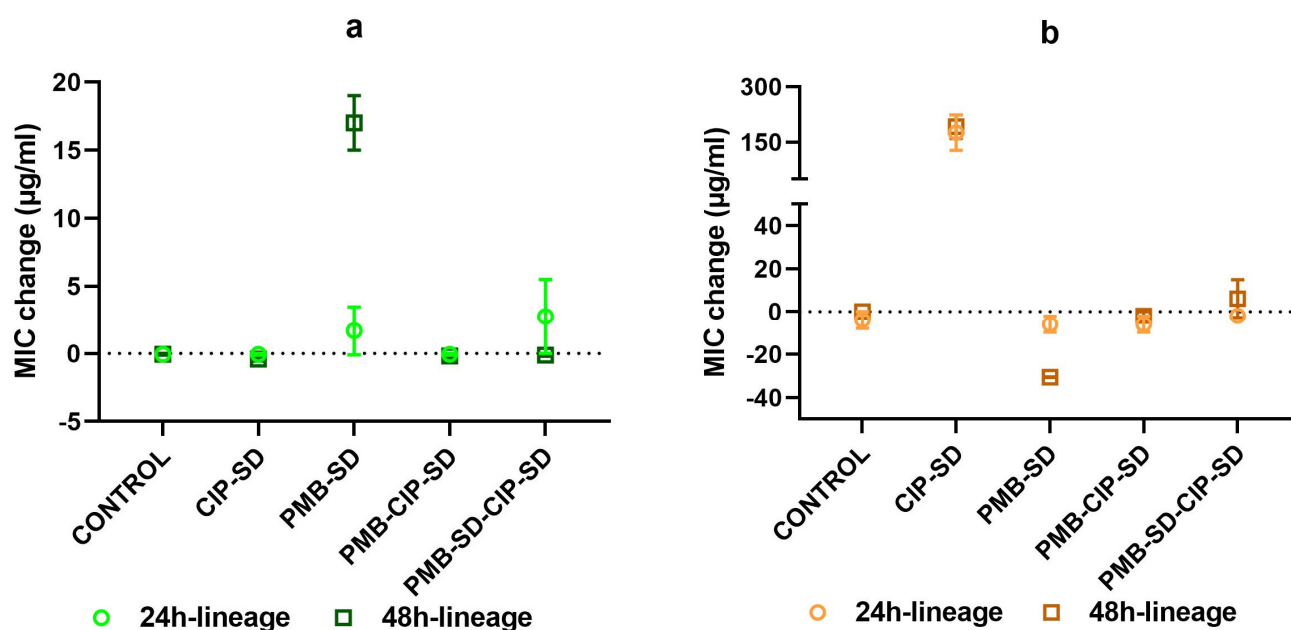 a
MIC change (µg/ml)
20
15
10
5
0
-5
CONTROL
CIP-SD
PMB-SD
PMB-CIP-SD
PMB-SD-CIP-SD
24h-lineage
48h-lineage
b
MIC change (µg/ml)
300
150
40
20
0
-20
-40
CONTROL
CIP-SD
PMB-SD
PMB-CIP-SD
PMB-SD-CIP-SD
24h-lineage
48h-lineage